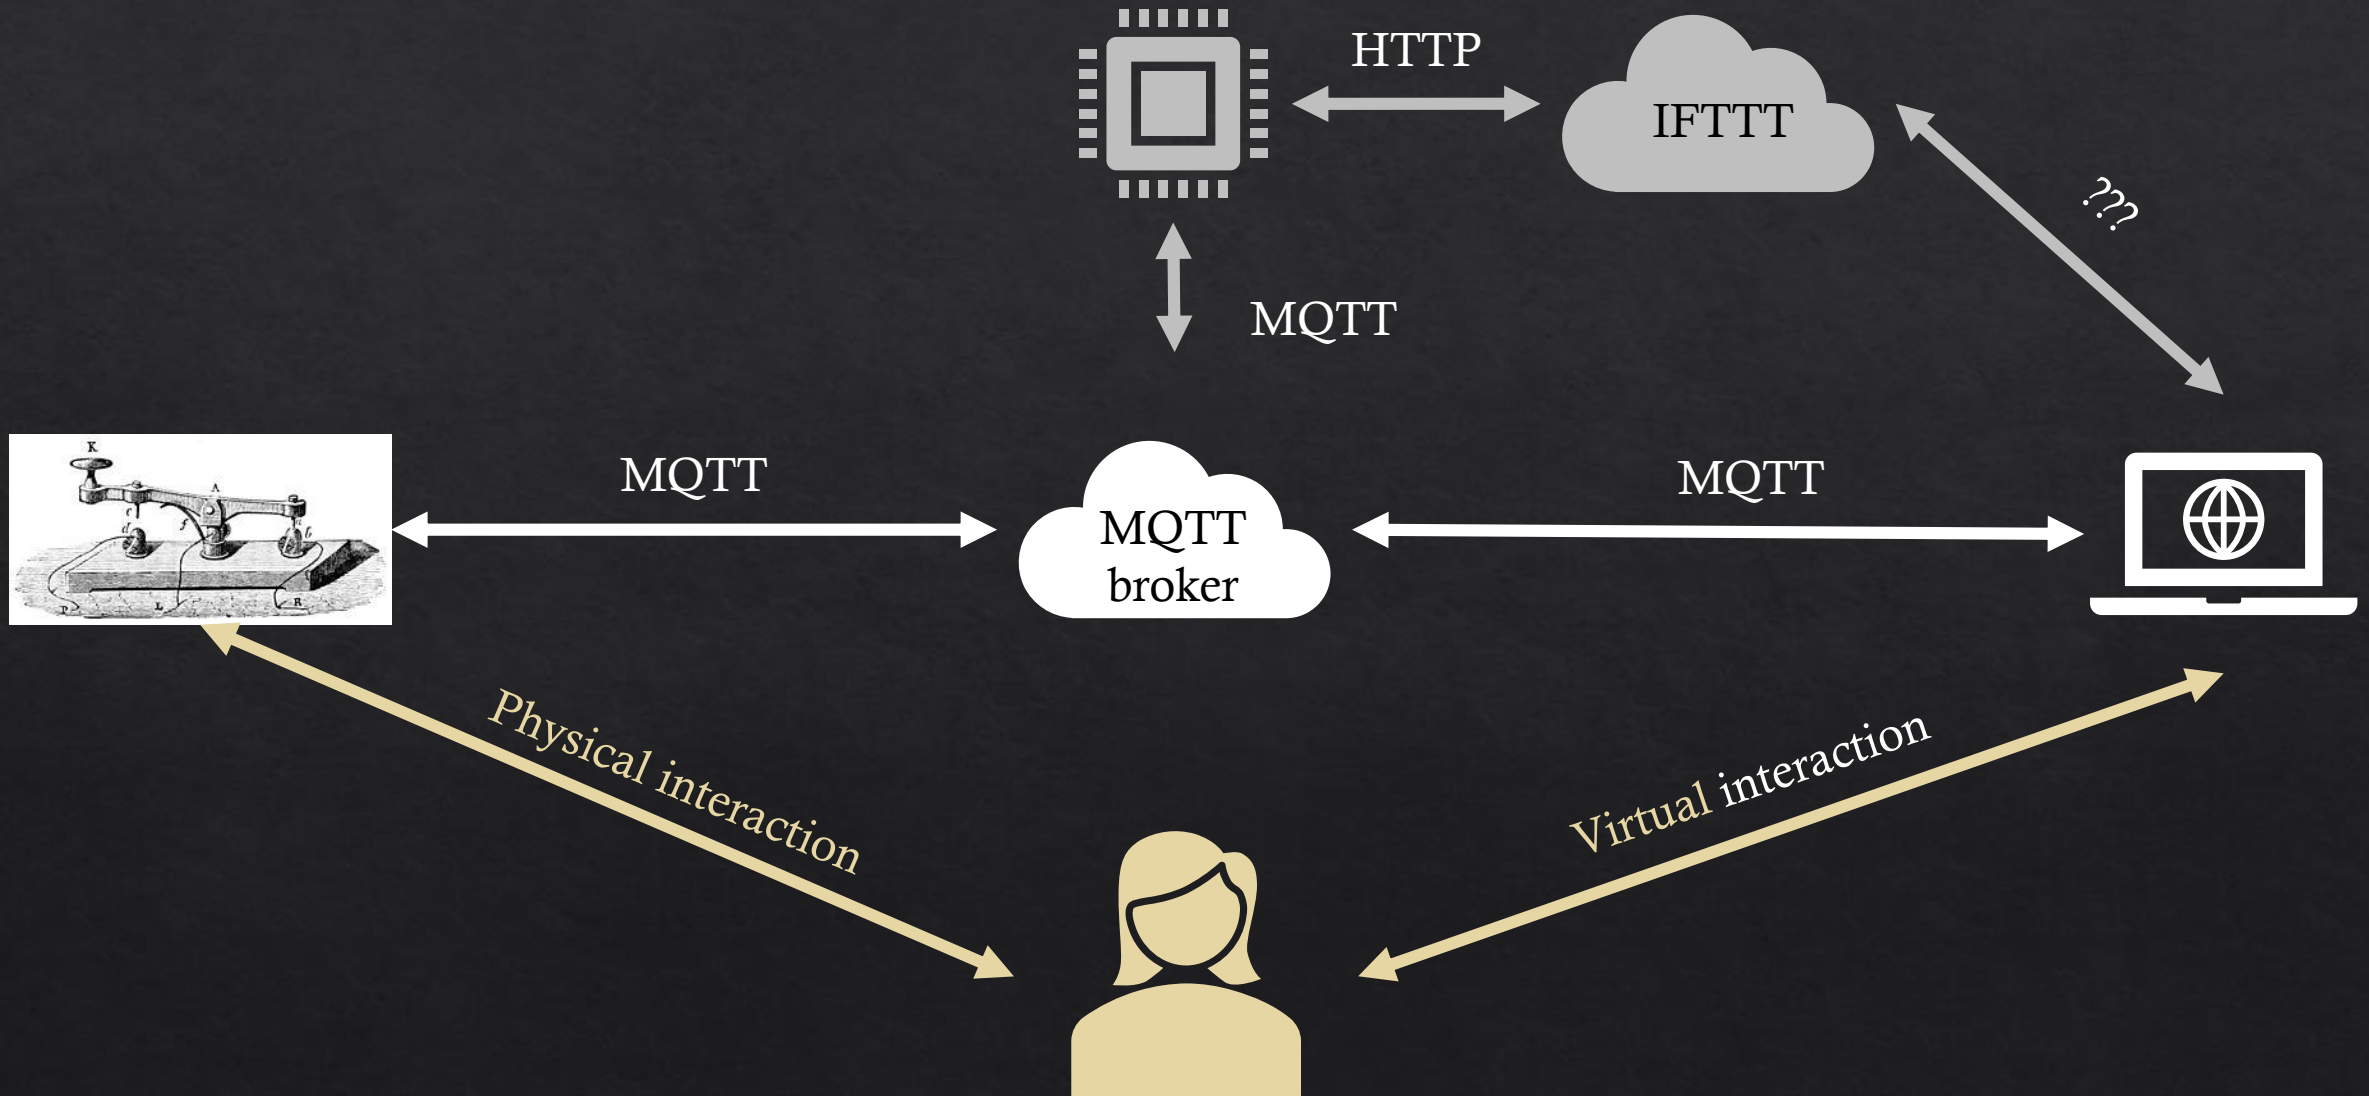 HTTP
IFTTT
???
MQTT
K
A
c
d
f
b
P
L
R
MQTT
MQTT
broker
MQTT
Physical interaction
Virtual interaction